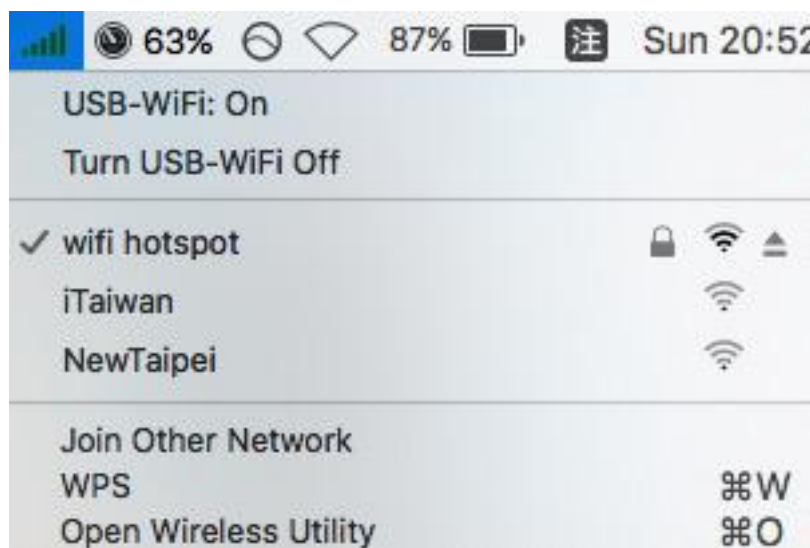 63% 87% 注 Sun 20:52
USB-WiFi: On
Turn USB-WiFi Off
wifi hotspot
iTaiwan
NewTaipei
Join Other Network
WPS ⌘W
Open Wireless Utility ⌘O